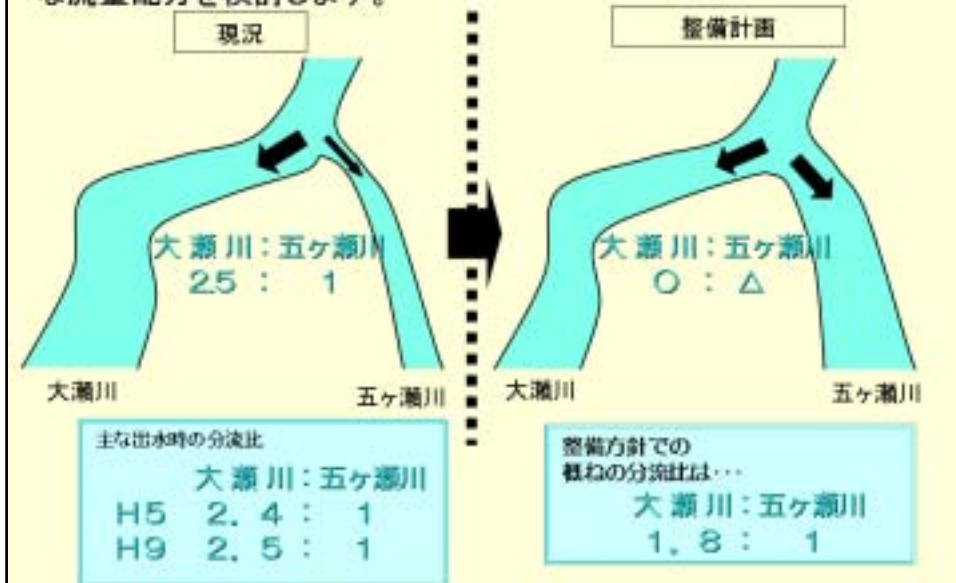 な流量配分を検討します。
現況
整備計画
大瀬川:五ヶ瀬川
2.5 : 1
大瀬川:五ヶ瀬川
○ : △
大瀬川
五ヶ瀬川
大瀬川
五ヶ瀬川
主な出水時の分流比
大瀬川:五ヶ瀬川
H5 2.4: 1
H9 2.5: 1
整備方針での
概ねの分流比は・・・
大瀬川:五ヶ瀬川
1.8: 1